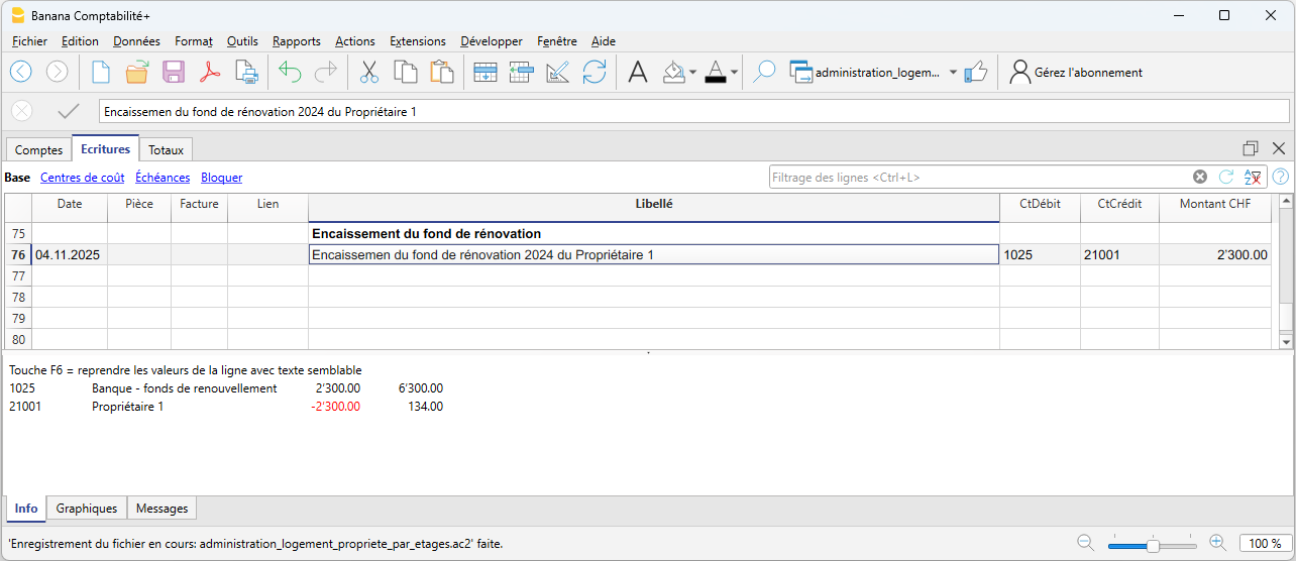 Banana Comptabilité+
Fichier Edition Données Format Outils Rapports Actions Extensions Développer Fenêtre Aide
administration_logem... Gérez l'abonnement
Encaissemen du fond de rénovation 2024 du Propriétaire 1
Comptes Ecritures Totaux
Base Centres de coût Échéances Bloquer Filtrage des lignes <Ctrl+L>
Date Pièce Facture Lien Libellé CtDébit CtCrédit Montant CHF
75 Encaissement du fond de rénovation
76 04.11.2025 Encaissemen du fond de rénovation 2024 du Propriétaire 1 1025 21001 2'300.00
77
78
79
80
Touche F6 = reprendre les valeurs de la ligne avec texte semblable
1025 Banque - fonds de renouvellement 2'300.00 6'300.00
21001 Propriétaire 1 -2'300.00 134.00
Info Graphiques Messages
'Enregistrement du fichier en cours: administration_logement_propriete_par_etages.ac2' faite. 100 %